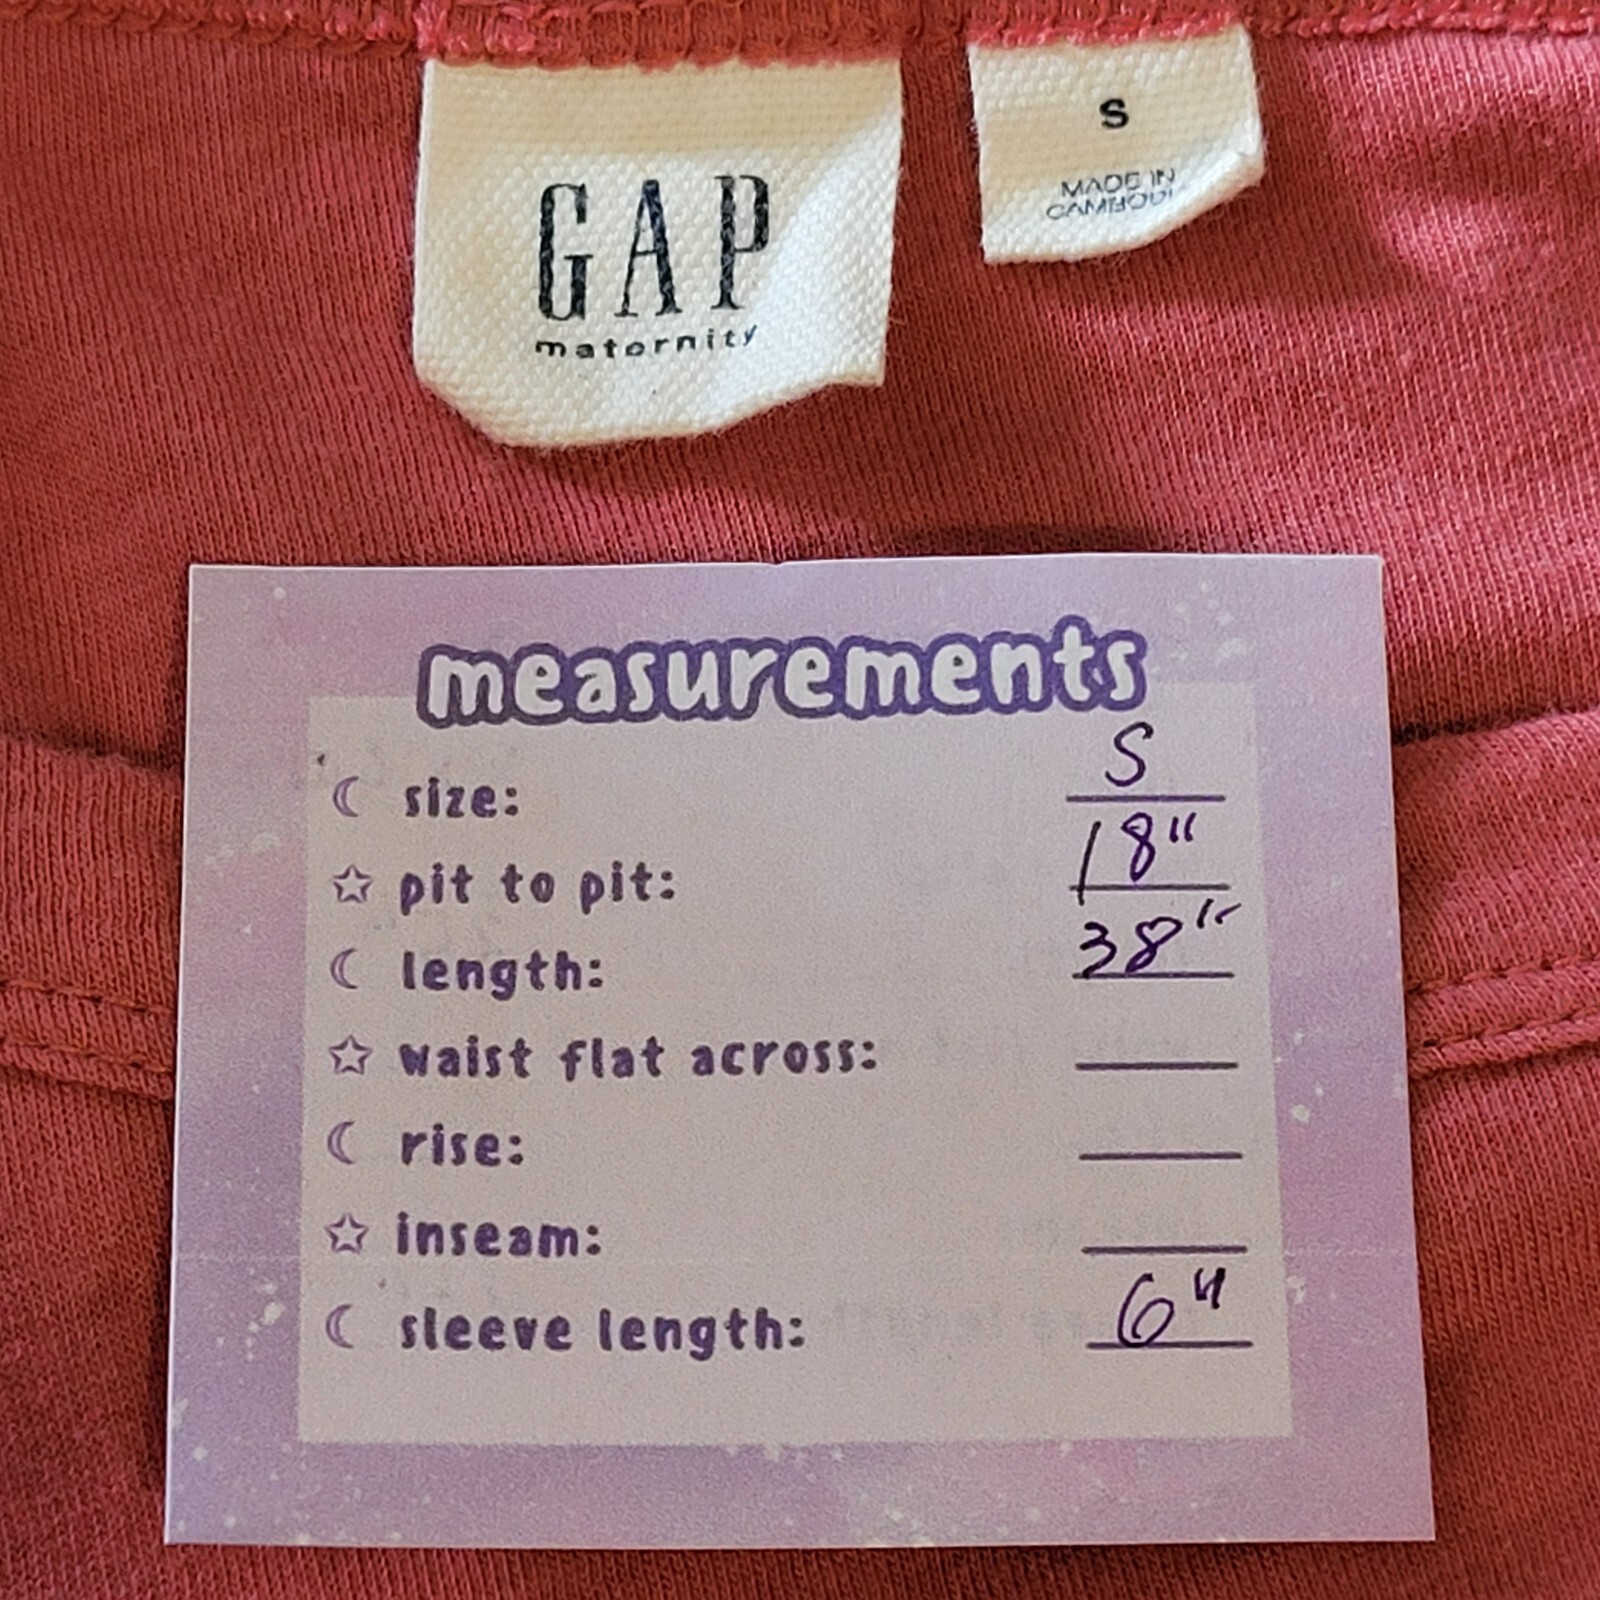 GAP
maternity
S
MADE IN
CAMBODI
measurements
size: S
pit to pit: 18"
length: 38"
waist flat across:
rise:
inseam:
sleeve length: 6"